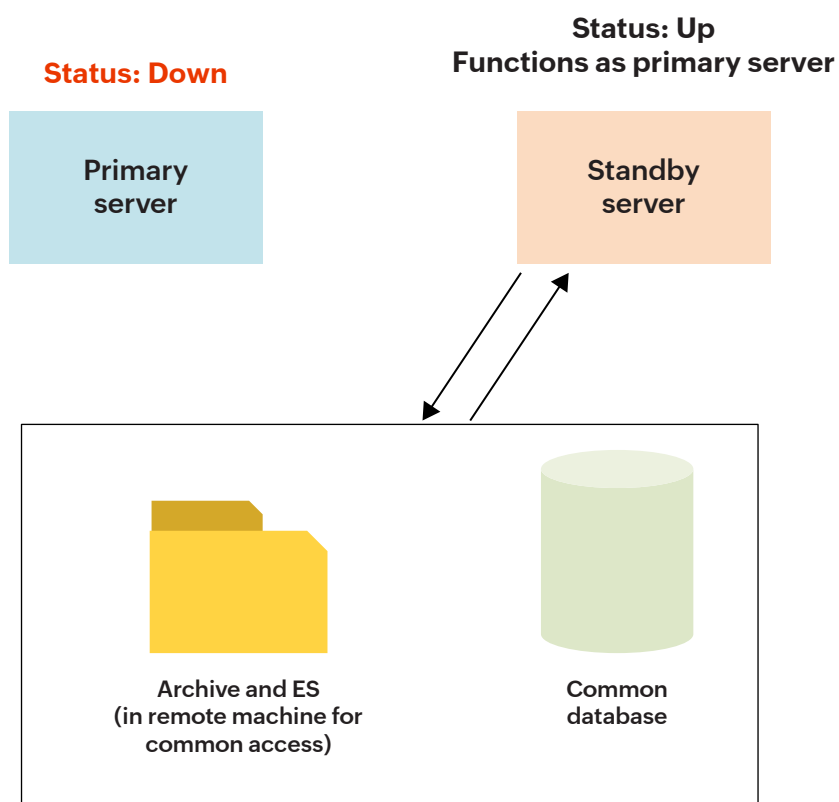 Status: Down
Status: Up
Functions as primary server
Primary
server
Standby
server
Archive and ES
(in remote machine for
common access)
Common
database